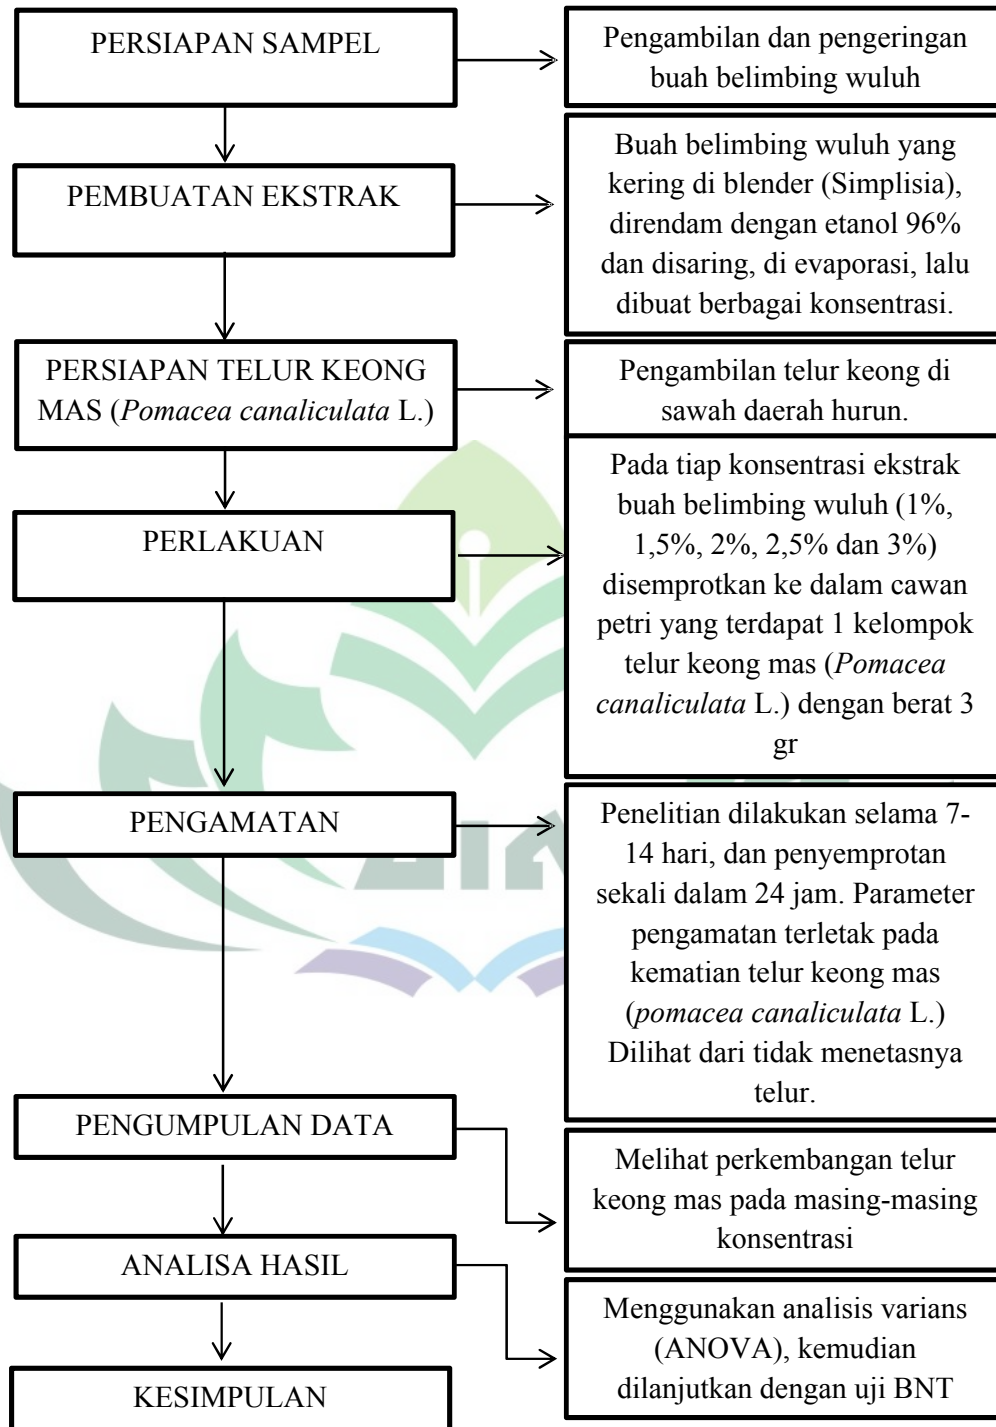 PERSIAPAN SAMPEL
Pengambilan dan pengeringan
buah belimbing wuluh
PEMBUATAN EKSTRAK
Buah belimbing wuluh yang
kering di blender (Simplisia),
direndam dengan etanol 96%
dan disaring, di evaporasi, lalu
dibuat berbagai konsentrasi.
PERSIAPAN TELUR KEONG
MAS (Pomacea canaliculata L.)
Pengambilan telur keong di
sawah daerah hurun.
PERLAKUAN
Pada tiap konsentrasi ekstrak
buah belimbing wuluh (1%,
1,5%, 2%, 2,5% dan 3%)
disemprotkan ke dalam cawan
petri yang terdapat 1 kelompok
telur keong mas (Pomacea
canaliculata L.) dengan berat 3
gr
PENGAMATAN
Penelitian dilakukan selama 7-
14 hari, dan penyemprotan
sekali dalam 24 jam. Parameter
pengamatan terletak pada
kematian telur keong mas
(pomacea canaliculata L.)
Dilihat dari tidak menetasnya
telur.
PENGUMPULAN DATA
Melihat perkembangan telur
keong mas pada masing-masing
konsentrasi
ANALISA HASIL
Menggunakan analisis varians
(ANOVA), kemudian
dilanjutkan dengan uji BNT
KESIMPULAN